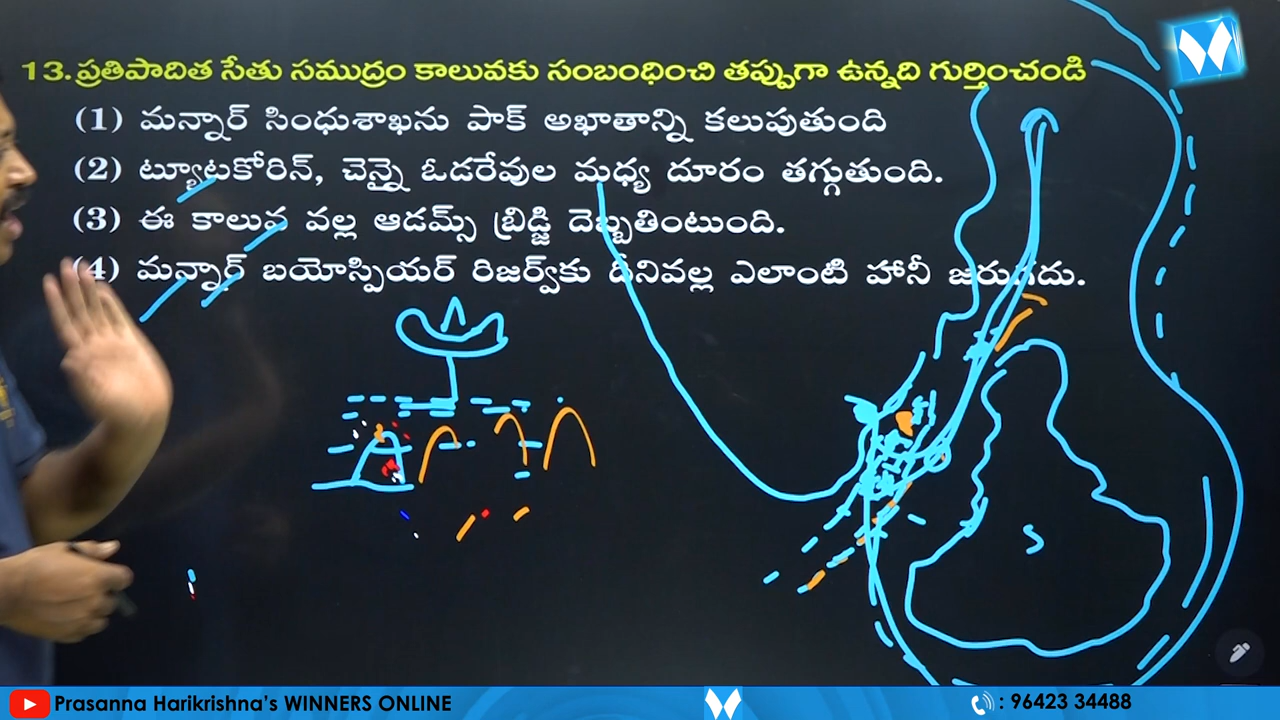 13. ప్రతిపాదిత సేతు సముద్రం కాలువకు సంబంధించి తప్పుగా ఉన్నది గుర్తించండి
(1) మన్నార్ సింధుశాఖను పాక్ అఖాతాన్ని కలుపుతుంది
(2) ట్యూటకోరిన్, చెన్నై ఓడరేవుల మధ్య దూరం తగ్గుతుంది.
(3) ఈ కాలువ వల్ల ఆడమ్స్ బ్రిడ్జి దెబ్బతింటుంది.
(4) మన్నార్ బయోస్పియర్ రిజర్వ్‌కు దీనివల్ల ఎలాంటి హానీ జరుగదు.
S
Prasanna Harikrishna's WINNERS ONLINE
W
: 96423 34488